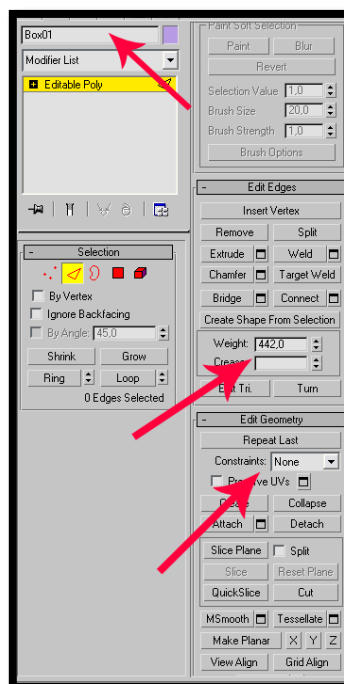 Box01
Modifier List
Editable Poly
- Selection
By Vertex
Ignore Backfacing
By Angle: 45,0
Shrink Grow
Ring Loop
0 Edges Selected
Paint Soft Selection
Paint Blur
Revert
Selection Value 1,0
Brush Size 20,0
Brush Strength 1,0
Brush Options
- Edit Edges
Insert Vertex
Remove Split
Extrude Weld
Chamfer Target Weld
Bridge Connect
Create Shape From Selection
Weight: 442,0
Tri. Turn
- Edit Geometry
Repeat Last
Constraints: None
UVs
Collapse
Attach Detach
Slice Plane Split
Slice Reset Plane
QuickSlice Cut
MSmooth Tessellate
Make Planar X Y Z
View Align Grid Align